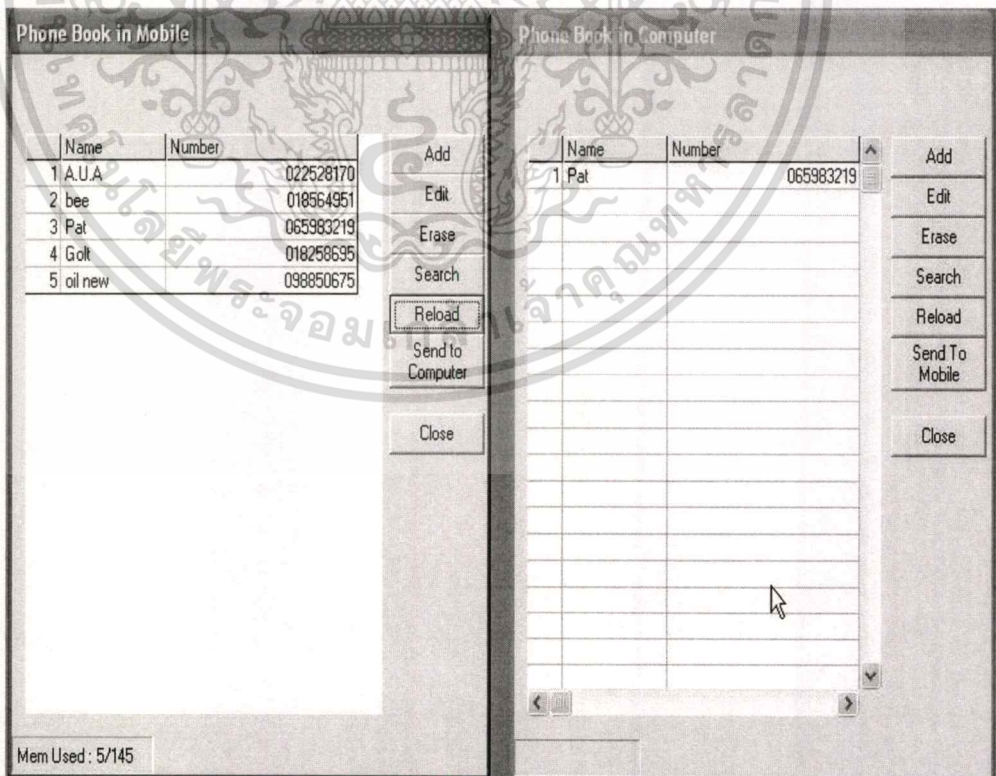 Phone Book in Mobile
Name Number
1 A.U.A 022528170
2 bee 018564951
3 Pat 065983219
4 Golt 018258695
5 oil new 098850675
Add
Edit
Erase
Search
Reload
Send to
Computer
Close
Mem Used : 5/145
Phone Book in Computer
Name Number
1 Pat 065983219
Add
Edit
Erase
Search
Reload
Send To
Mobile
Close